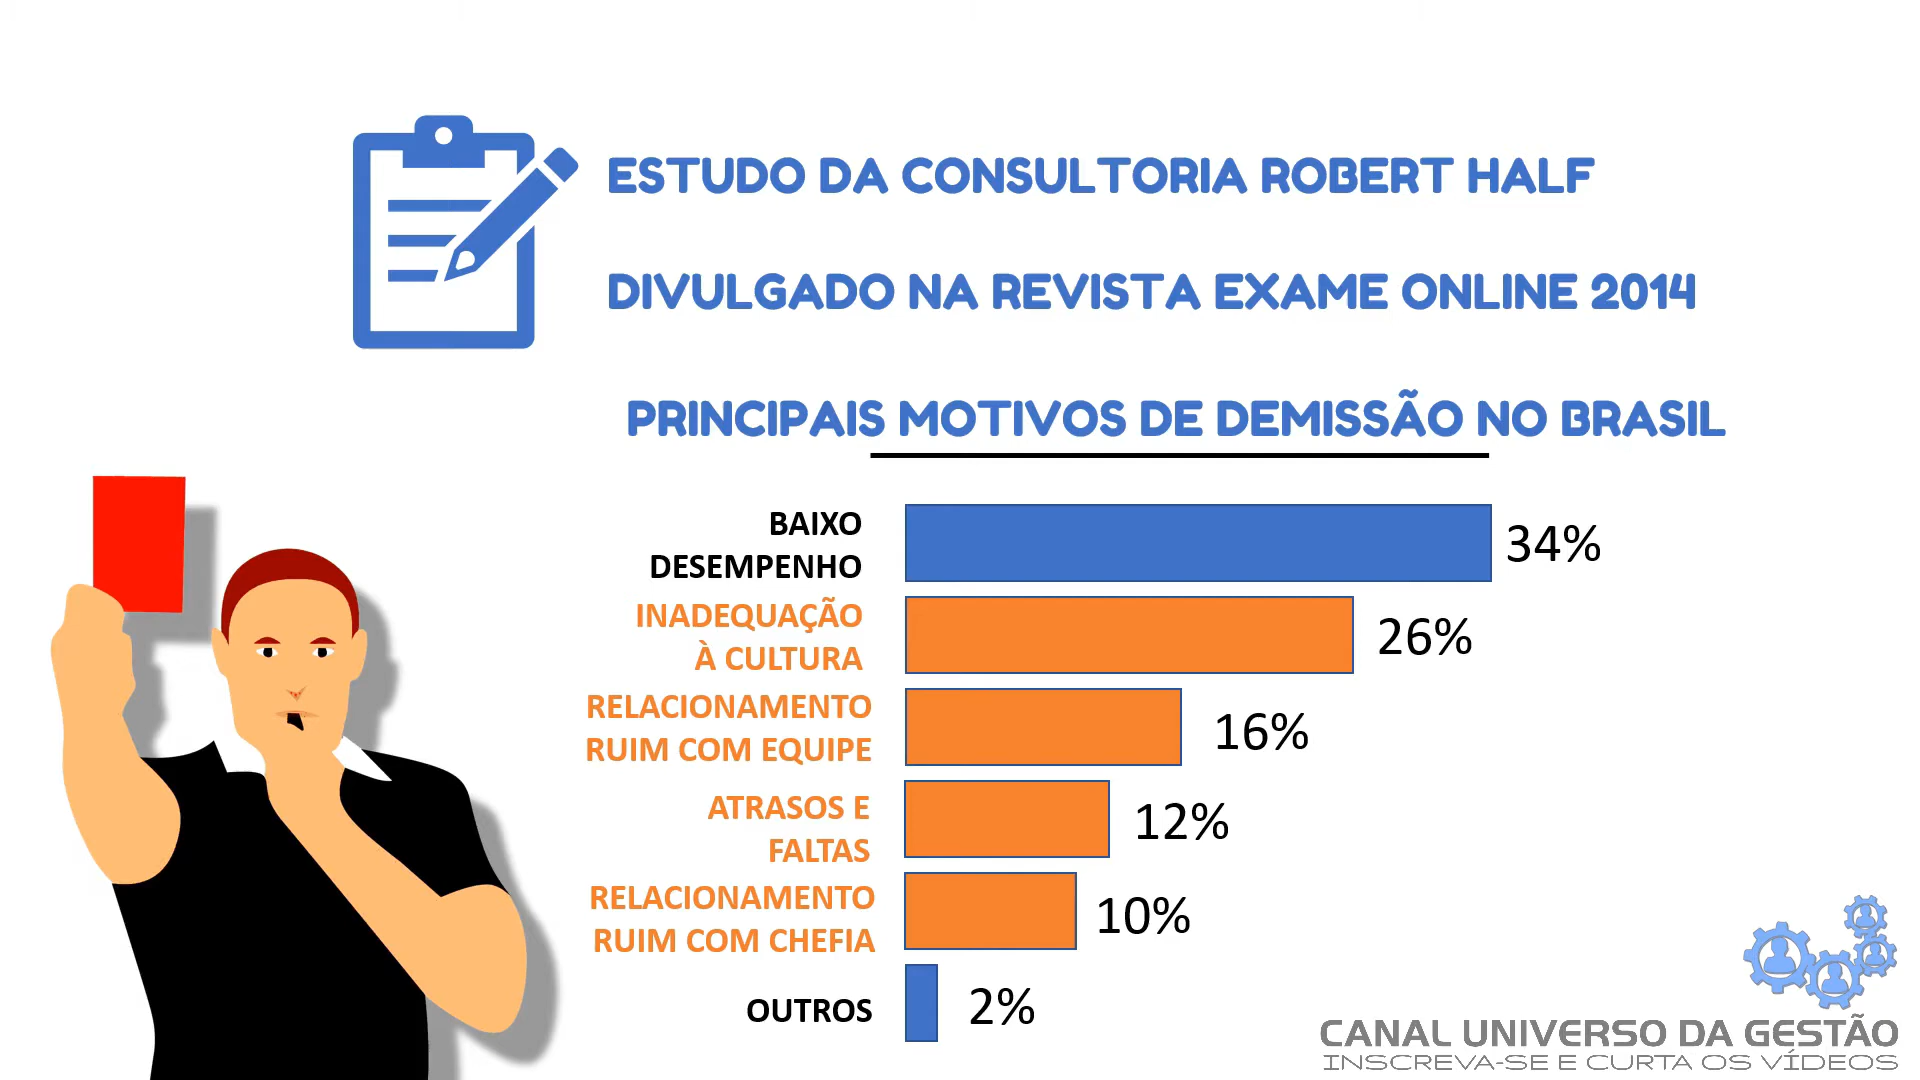 ESTUDO DA CONSULTORIA ROBERT HALF
DIVULGADO NA REVISTA EXAME ONLINE 2014
PRINCIPAIS MOTIVOS DE DEMISSÃO NO BRASIL
BAIXO
DESEMPENHO
34%
INADEQUAÇÃO
À CULTURA
26%
RELACIONAMENTO
RUIM COM EQUIPE
16%
ATRASOS E
FALTAS
12%
RELACIONAMENTO
RUIM COM CHEFIA
10%
OUTROS
2%
CANAL UNIVERSO DA GESTÃO
INSCREVA-SE E CURTA OS VÍDEOS